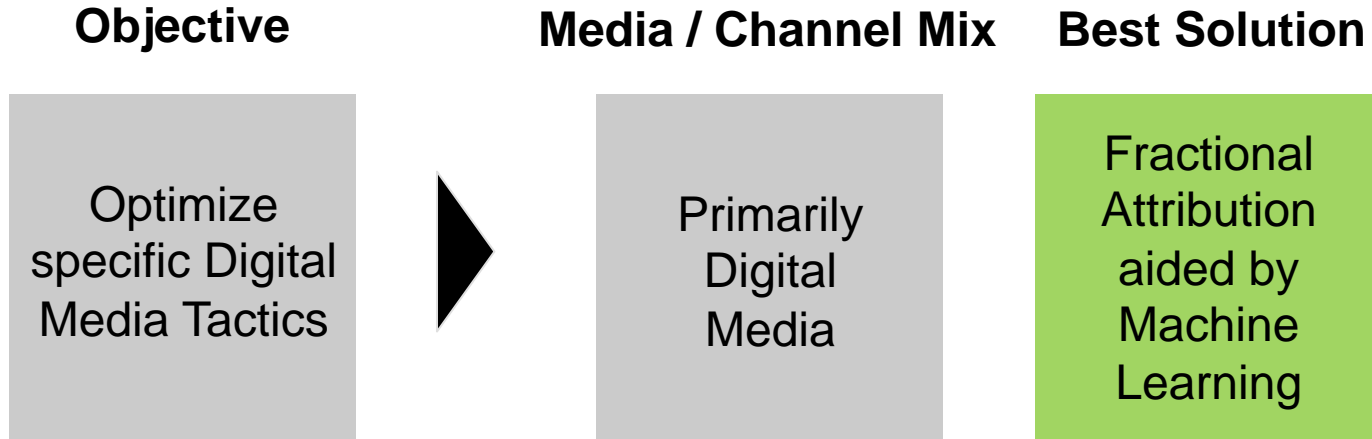 Objective
Media / Channel Mix
Best Solution
Optimize
specific Digital
Media Tactics
Primarily
Digital
Media
Fractional
Attribution
aided by
Machine
Learning